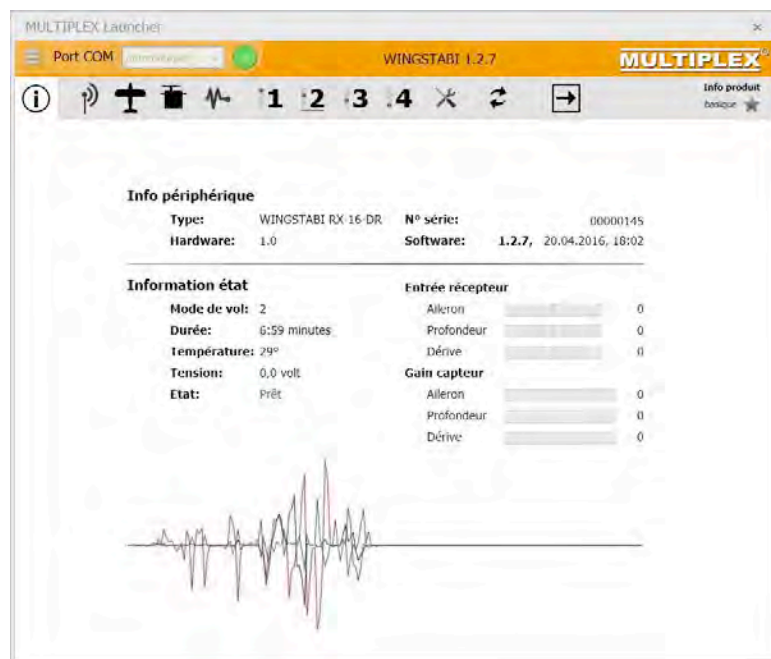 MULTIPLEX Launcher
Port COM
WINGSTABI 1.2.7
MULTIPLEX®
1 2 3 4
Info produit
basique
Info périphérique
Type: WINGSTABI RX-16-DR N° série: 00000145
Hardware: 1.0 Software: 1.2.7, 20.04.2016, 18:02
Information état
Entrée récepteur
Mode de vol: 2 Aileron 0
Durée: 6:59 minutes Profondeur 0
Température: 29° Dérive 0
Tension: 0,0 volt Gain capteur
Etat: Prêt Aileron 0
Profondeur 0
Dérive 0